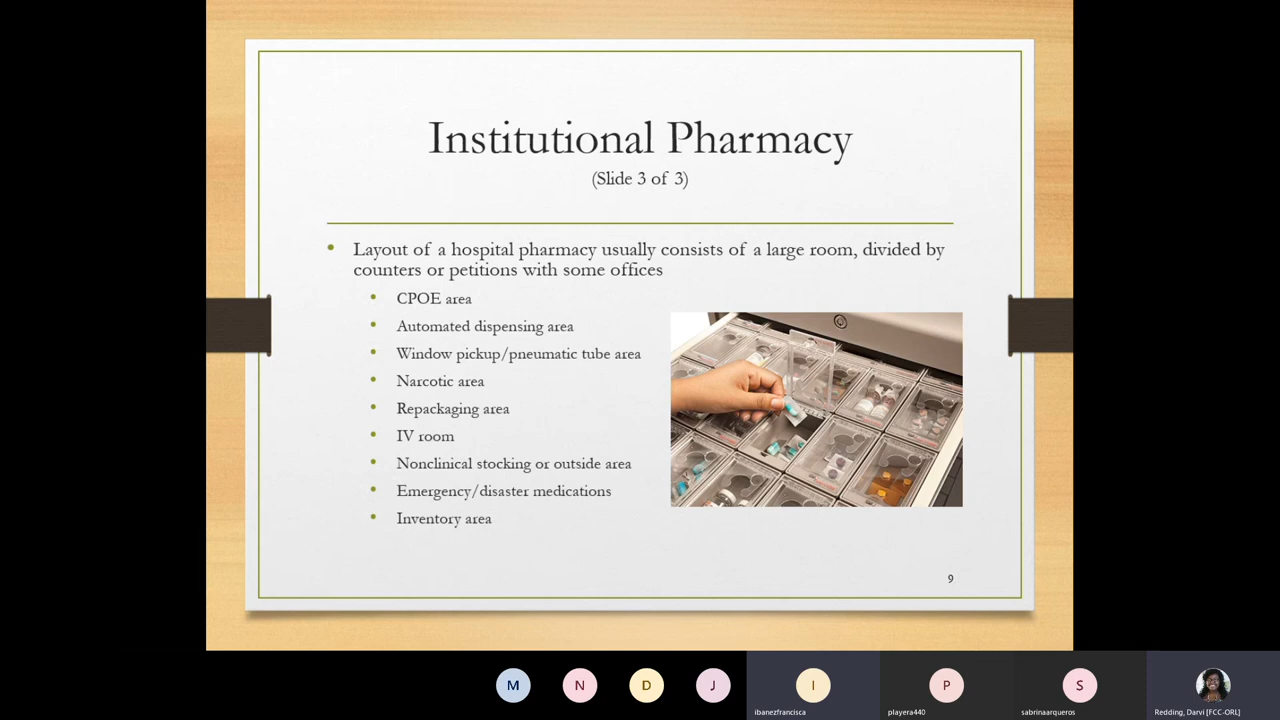 Institutional Pharmacy
(Slide 3 of 3)
• Layout of a hospital pharmacy usually consists of a large room, divided by
counters or petitions with some offices
• CPOE area
• Automated dispensing area
• Window pickup/pneumatic tube area
• Narcotic area
• Repackaging area
• IV room
• Nonclinical stocking or outside area
• Emergency/disaster medications
• Inventory area
9
M N D J I P S
ibanezfrancisca playera440 sabrinaarqueros Redding, Darvi [FCC-ORL]